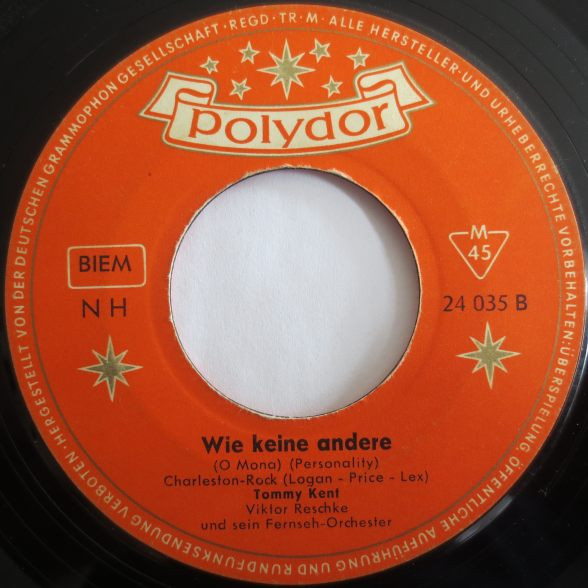 HERGESTELLT VON DER DEUTSCHEN GRAMMOPHON GESELLSCHAFT · REGD · TR · M · ALLE HERSTELLER- UND URHEBERRECHTE VORBEHALTEN: ÜBERSPIELUNG · ÖFFENTLICHE AUFFÜHRUNG UND RUNDFUNKSENDUNG VERBOTEN ·
Polydor
BIEM
M
45
N H
24 035 B
Wie keine andere
(O Mona) (Personality)
Charleston-Rock (Logan - Price - Lex)
Tommy Kent
Viktor Reschke
und sein Fernseh-Orchester